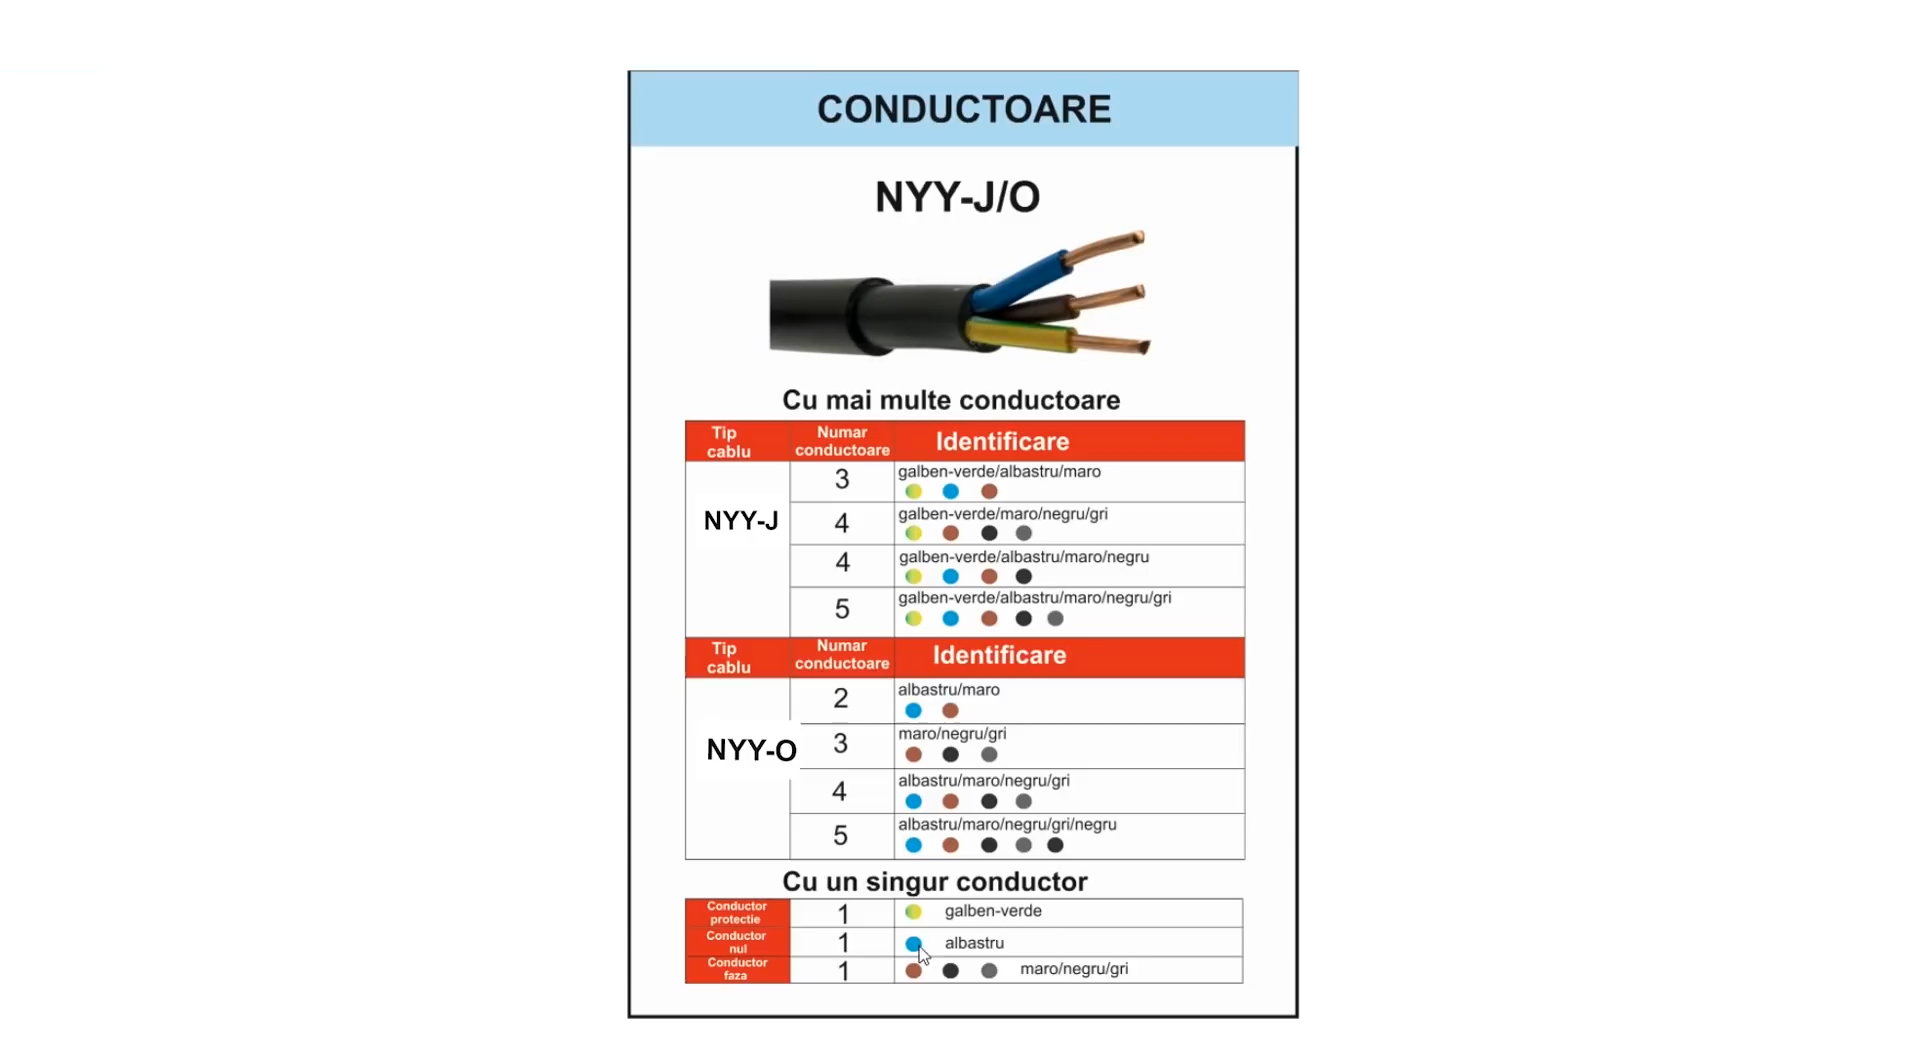 CONDUCTOARE
NYY-J/O
Cu mai multe conductoare
Tip cablu Numar conductoare Identificare
NYY-J
3 galben-verde/albastru/maro
4 galben-verde/maro/negru/gri
4 galben-verde/albastru/maro/negru
5 galben-verde/albastru/maro/negru/gri
Tip cablu Numar conductoare Identificare
NYY-O
2 albastru/maro
3 maro/negru/gri
4 albastru/maro/negru/gri
5 albastru/maro/negru/gri/negru
Cu un singur conductor
Conductor protectie 1 galben-verde
Conductor nul 1 albastru
Conductor faza 1 maro/negru/gri